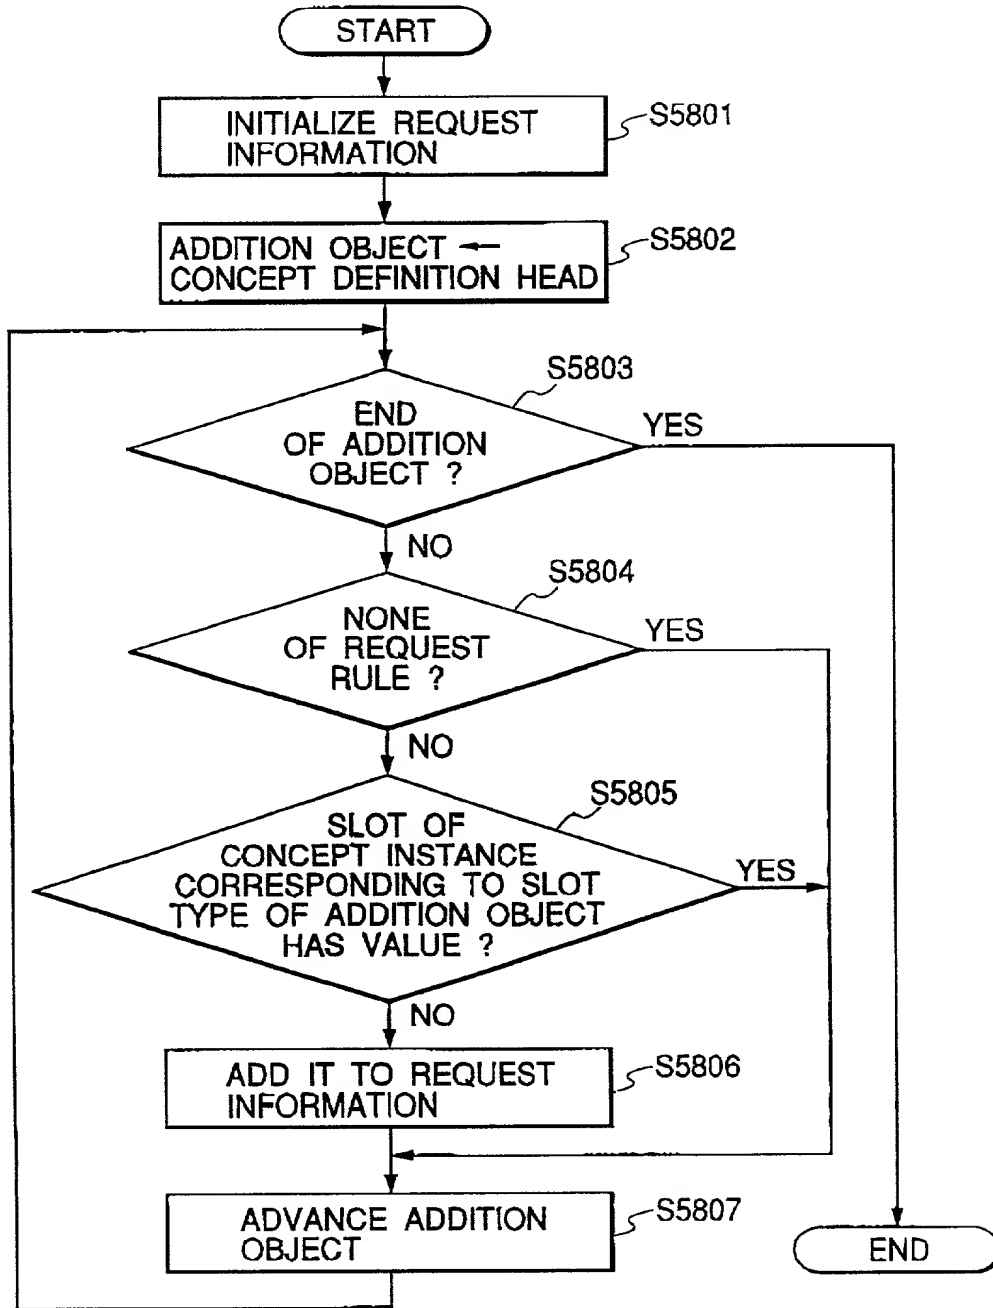 START
INITIALIZE REQUEST
INFORMATION
S5801
ADDITION OBJECT ←
CONCEPT DEFINITION HEAD
S5802
S5803
END
OF ADDITION
OBJECT ?
YES
NO
S5804
NONE
OF REQUEST
RULE ?
YES
NO
S5805
SLOT OF
CONCEPT INSTANCE
CORRESPONDING TO SLOT
TYPE OF ADDITION OBJECT
HAS VALUE ?
YES
NO
ADD IT TO REQUEST
INFORMATION
S5806
ADVANCE ADDITION
OBJECT
S5807
END